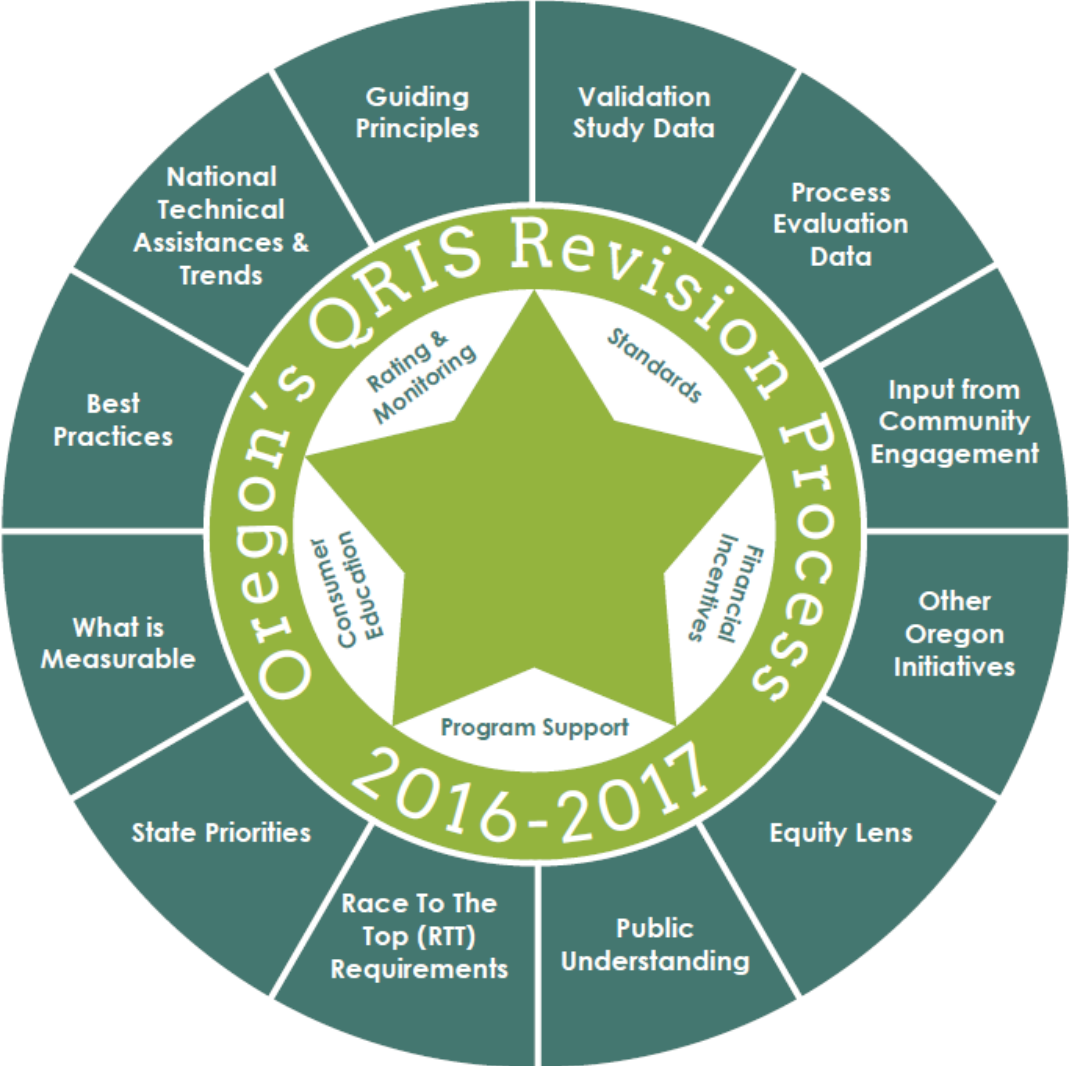 Guiding
Principles
Validation
Study Data
Process
Evaluation
Data
Input from
Community
Engagement
Other
Oregon
Initiatives
Equity Lens
Public
Understanding
Race To The
Top (RTT)
Requirements
State Priorities
What is
Measurable
Best
Practices
National
Technical
Assistances &
Trends
Oregon's QRIS Revision Process
2016-2017
Rating &
Monitoring
Standards
Financial
Incentives
Program Support
Consumer
Education